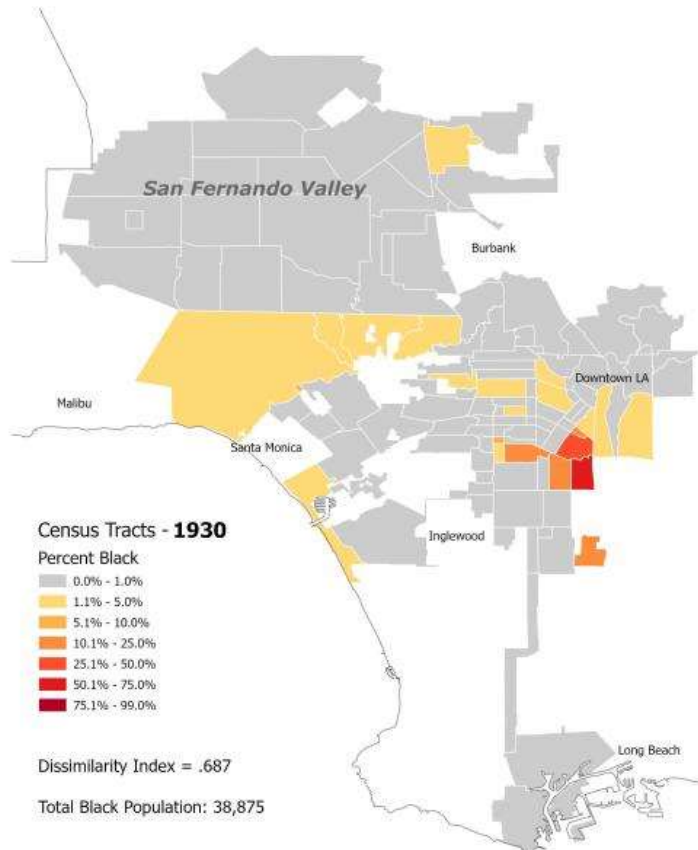 San Fernando Valley
Burbank
Downtown LA
Malibu
Santa Monica
Inglewood
Census Tracts - 1930
Percent Black
0.0% - 1.0%
1.1% - 5.0%
5.1% - 10.0%
10.1% - 25.0%
25.1% - 50.0%
50.1% - 75.0%
75.1% - 99.0%
Long Beach
Dissimilarity Index = .687
Total Black Population: 38,875